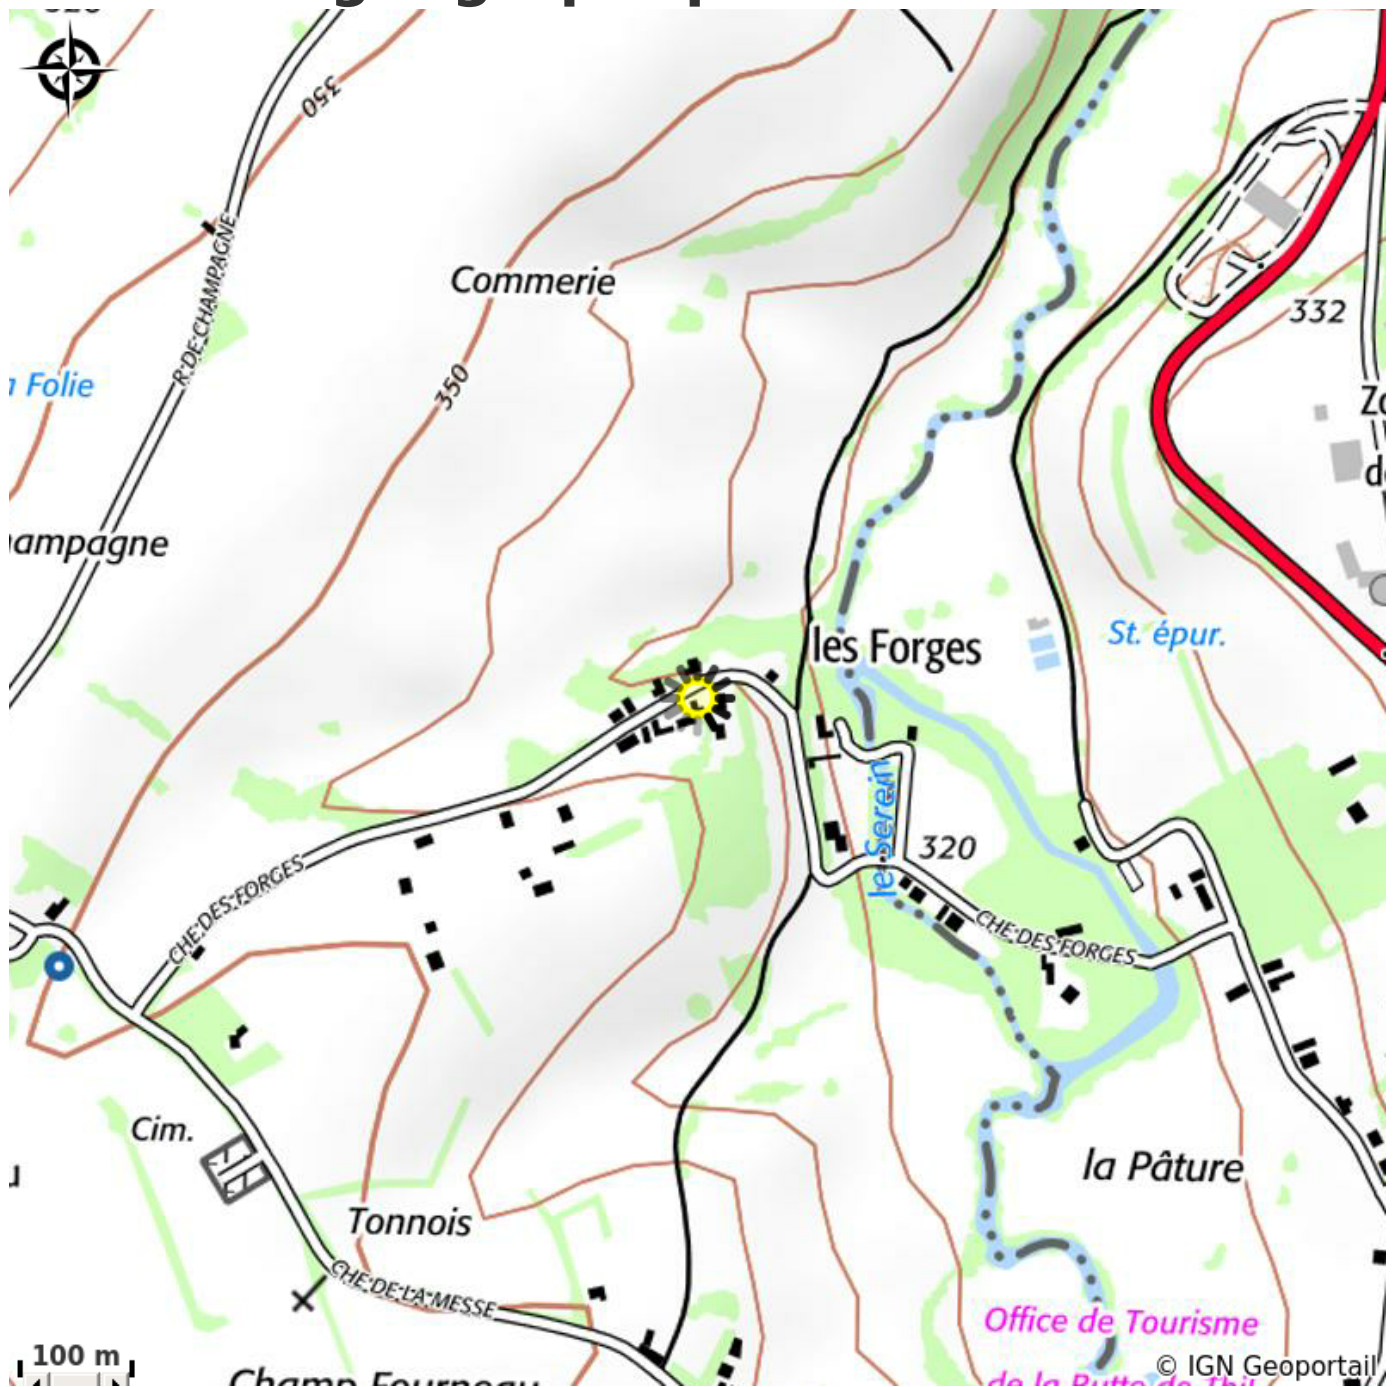 350
R. DE CHAMPAGNE
Commerie
332
Folie
350
les Forges
St. épur.
le Serein
320
CHE DES FORGES
CHE DES FORGES
Cim.
la Pâture
Tonnois
CHE DE LA MESSE
Office de Tourisme
100 m
© IGN Geoportail